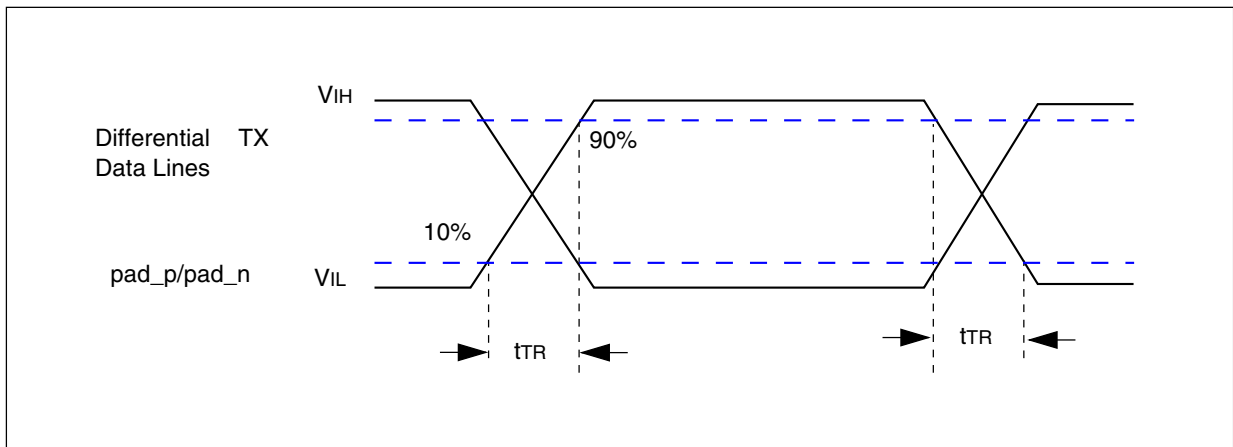 VIH
Differential TX
Data Lines
90%
10%
pad_p/pad_n
VIL
tTR
tTR